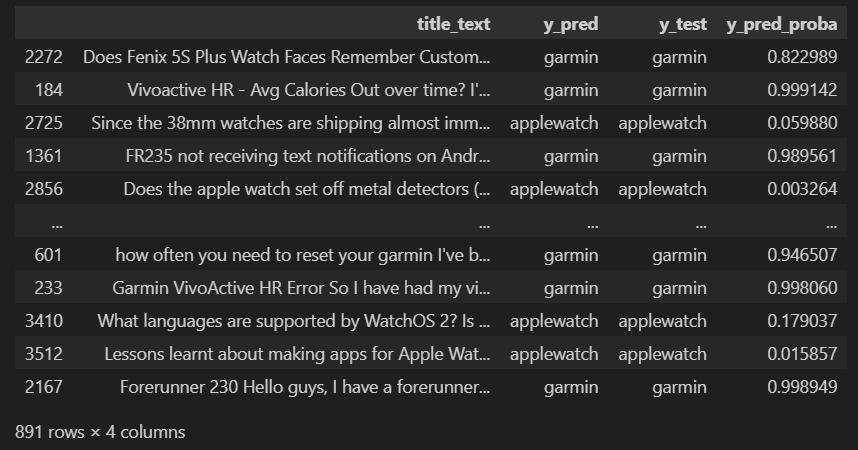 title_text y_pred y_test y_pred_proba
2272 Does Fenix 5S Plus Watch Faces Remember Custom... garmin garmin 0.822989
184 Vivoactive HR - Avg Calories Out over time? I'... garmin garmin 0.999142
2725 Since the 38mm watches are shipping almost imm... applewatch applewatch 0.059880
1361 FR235 not receiving text notifications on Andr... garmin garmin 0.989561
2856 Does the apple watch set off metal detectors (... applewatch applewatch 0.003264
... ... ... ... ...
601 how often you need to reset your garmin I've b... garmin garmin 0.946507
233 Garmin VivoActive HR Error So I have had my vi... garmin garmin 0.998060
3410 What languages are supported by WatchOS 2? Is ... applewatch applewatch 0.179037
3512 Lessons learnt about making apps for Apple Wat... applewatch applewatch 0.015857
2167 Forerunner 230 Hello guys, I have a forerunner... garmin garmin 0.998949
891 rows × 4 columns